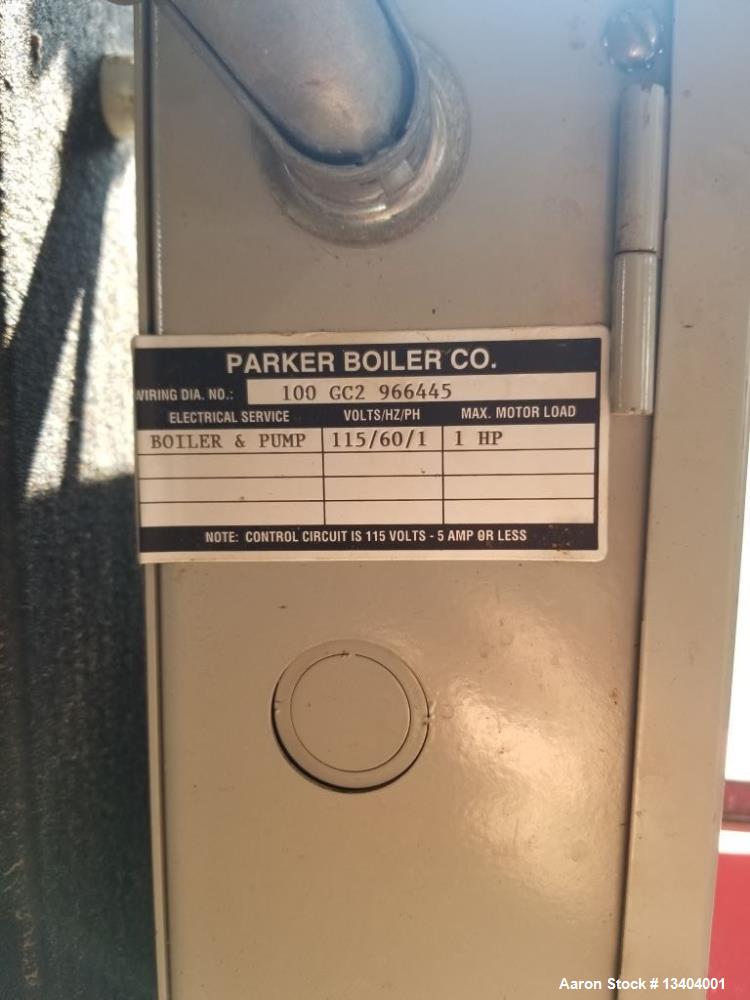 PARKER BOILER CO.
WIRING DIA. NO.: 100 GC2 966445
ELECTRICAL SERVICE VOLTS/HZ/PH MAX. MOTOR LOAD
BOILER & PUMP 115/60/1 1 HP
NOTE: CONTROL CIRCUIT IS 115 VOLTS - 5 AMP OR LESS
Aaron Stock # 13404001